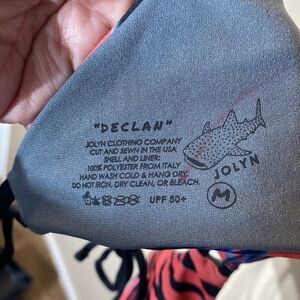 "DECLAN"
JOLYN CLOTHING COMPANY
CUT AND SEWN IN THE USA
SHELL AND LINER:
100% POLYESTER FROM ITALY
HAND WASH COLD & HANG DRY.
DO NOT IRON, DRY CLEAN, OR BLEACH.
UPF 50+
JOLYN
M